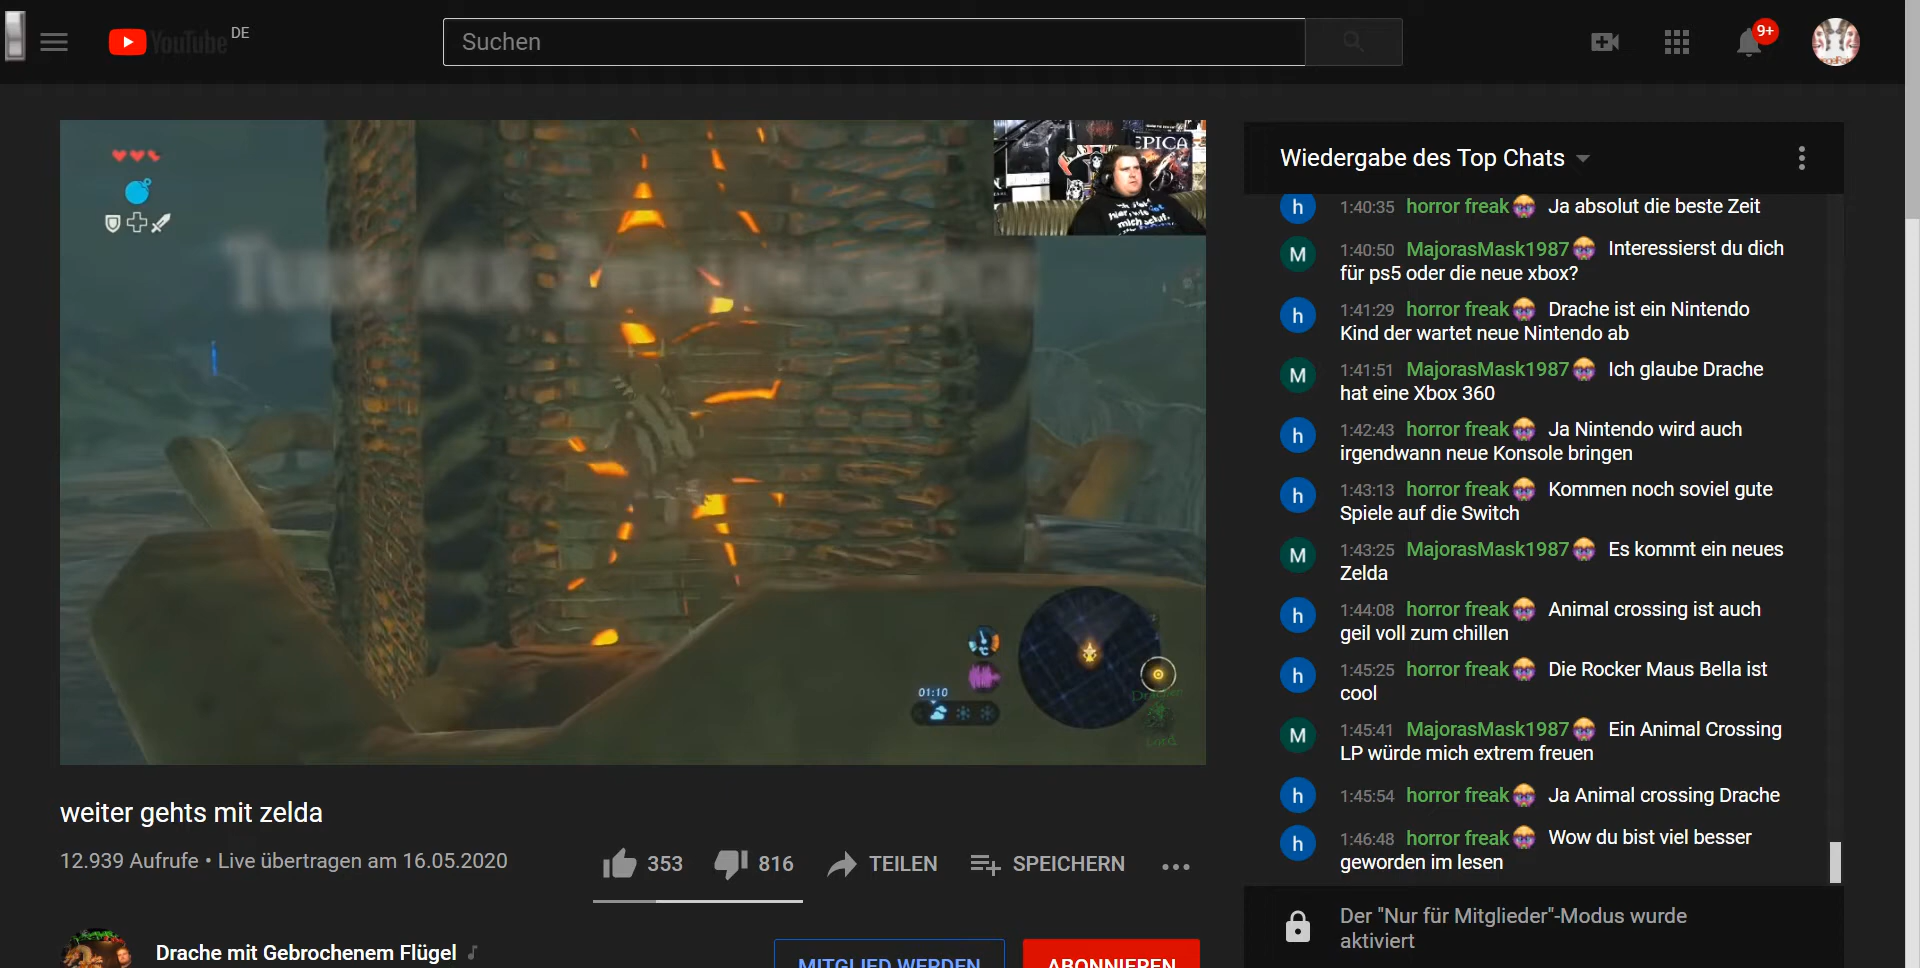 YouTube DE
Suchen
9+
EPICA
01:10
weiter gehts mit zelda
12.939 Aufrufe • Live übertragen am 16.05.2020
353
816
TEILEN
SPEICHERN
Drache mit Gebrochenem Flügel
MITGLIED WERDEN
ABONNIEREN
Wiedergabe des Top Chats
h 1:40:35 horror freak Ja absolut die beste Zeit
M 1:40:50 MajorasMask1987 Interessierst du dich
für ps5 oder die neue xbox?
h 1:41:29 horror freak Drache ist ein Nintendo
Kind der wartet neue Nintendo ab
M 1:41:51 MajorasMask1987 Ich glaube Drache
hat eine Xbox 360
h 1:42:43 horror freak Ja Nintendo wird auch
irgendwann neue Konsole bringen
h 1:43:13 horror freak Kommen noch soviel gute
Spiele auf die Switch
M 1:43:25 MajorasMask1987 Es kommt ein neues
Zelda
h 1:44:08 horror freak Animal crossing ist auch
geil voll zum chillen
h 1:45:25 horror freak Die Rocker Maus Bella ist
cool
M 1:45:41 MajorasMask1987 Ein Animal Crossing
LP würde mich extrem freuen
h 1:45:54 horror freak Ja Animal crossing Drache
h 1:46:48 horror freak Wow du bist viel besser
geworden im lesen
Der "Nur für Mitglieder"-Modus wurde
aktiviert